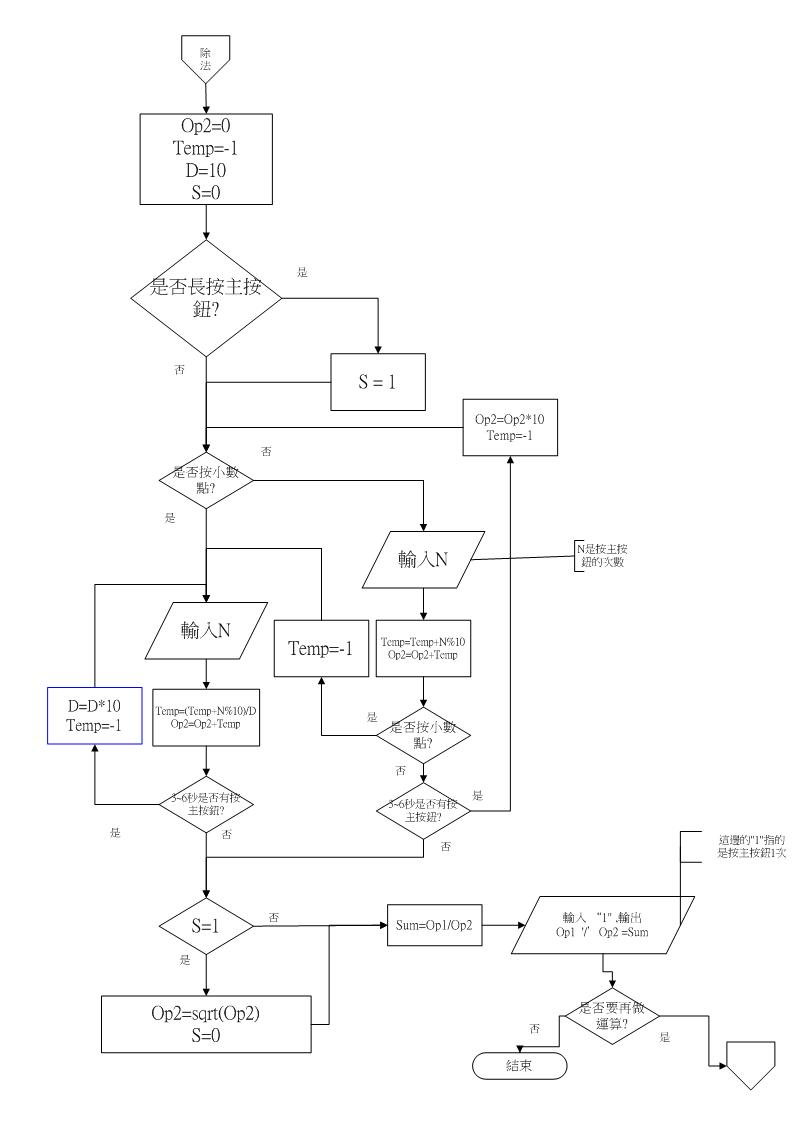 除
法
Op2=0
Temp=-1
D=10
S=0
是否長按主按
鈕?
是
否
S = 1
Op2=Op2*10
Temp=-1
否
是否按小數
點?
是
輸入N
N是按主按
鈕的次數
輸入N
Temp=-1
Temp=Temp+N%10
Op2=Op2+Temp
D=D*10
Temp=-1
Temp=(Temp+N%10)/D
Op2=Op2+Temp
是
是否按小數
點?
否
3~6秒是否有按
主按鈕?
是
否
3~6秒是否有按
主按鈕?
是
否
這邊的"1"指的
是按主按鈕1次
S=1
否
是
Sum=Op1/Op2
輸入 “1” ,輸出
Op1 '/' Op2 =Sum
Op2=sqrt(Op2)
S=0
是否要再做
運算?
否
是
結束